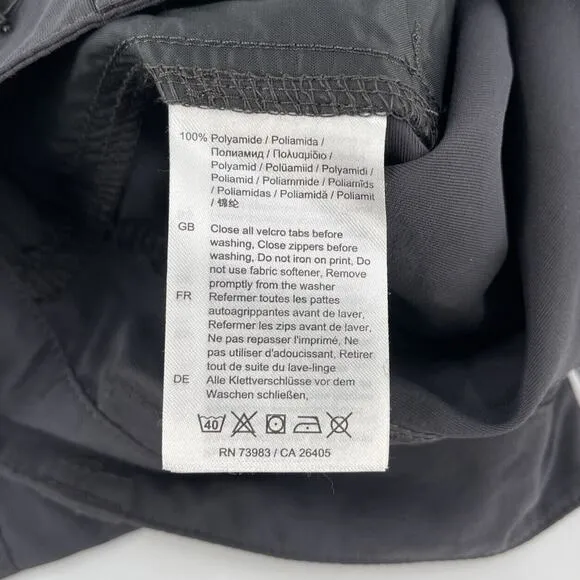 100% Polyamide / Poliamida /
Полиамид / Πολυαμίδιο /
Polyamid / Polüamiid / Polyamidi /
Poliamid / Poliammide / Poliamīds
/ Poliamidas / Poliamidă / Poliamit
/ 锦纶
GB Close all velcro tabs before
washing, Close zippers before
washing, Do not iron on print, Do
not use fabric softener, Remove
promptly from the washer
FR Refermer toutes les pattes
autoagrippantes avant de laver,
Refermer les zips avant de laver,
Ne pas repasser l'imprimé, Ne
pas utiliser d'adoucissant, Retirer
tout de suite du lave-linge
DE Alle Klettverschlüsse vor dem
Waschen schließen,
40
RN 73983 / CA 26405